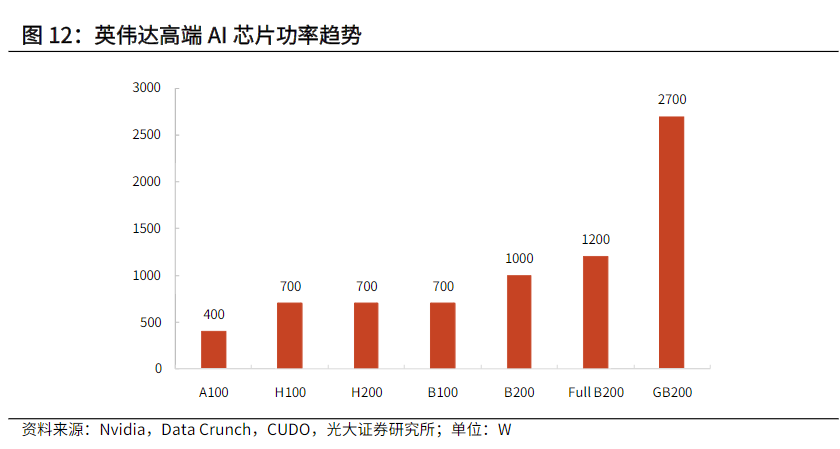 图 12：英伟达高端 AI 芯片功率趋势
3000
2500
2000
1500
1000
500
0
400
700
700
700
1000
1200
2700
A100
H100
H200
B100
B200
Full B200
GB200
资料来源：Nvidia，Data Crunch，CUDO，光大证券研究所；单位：W